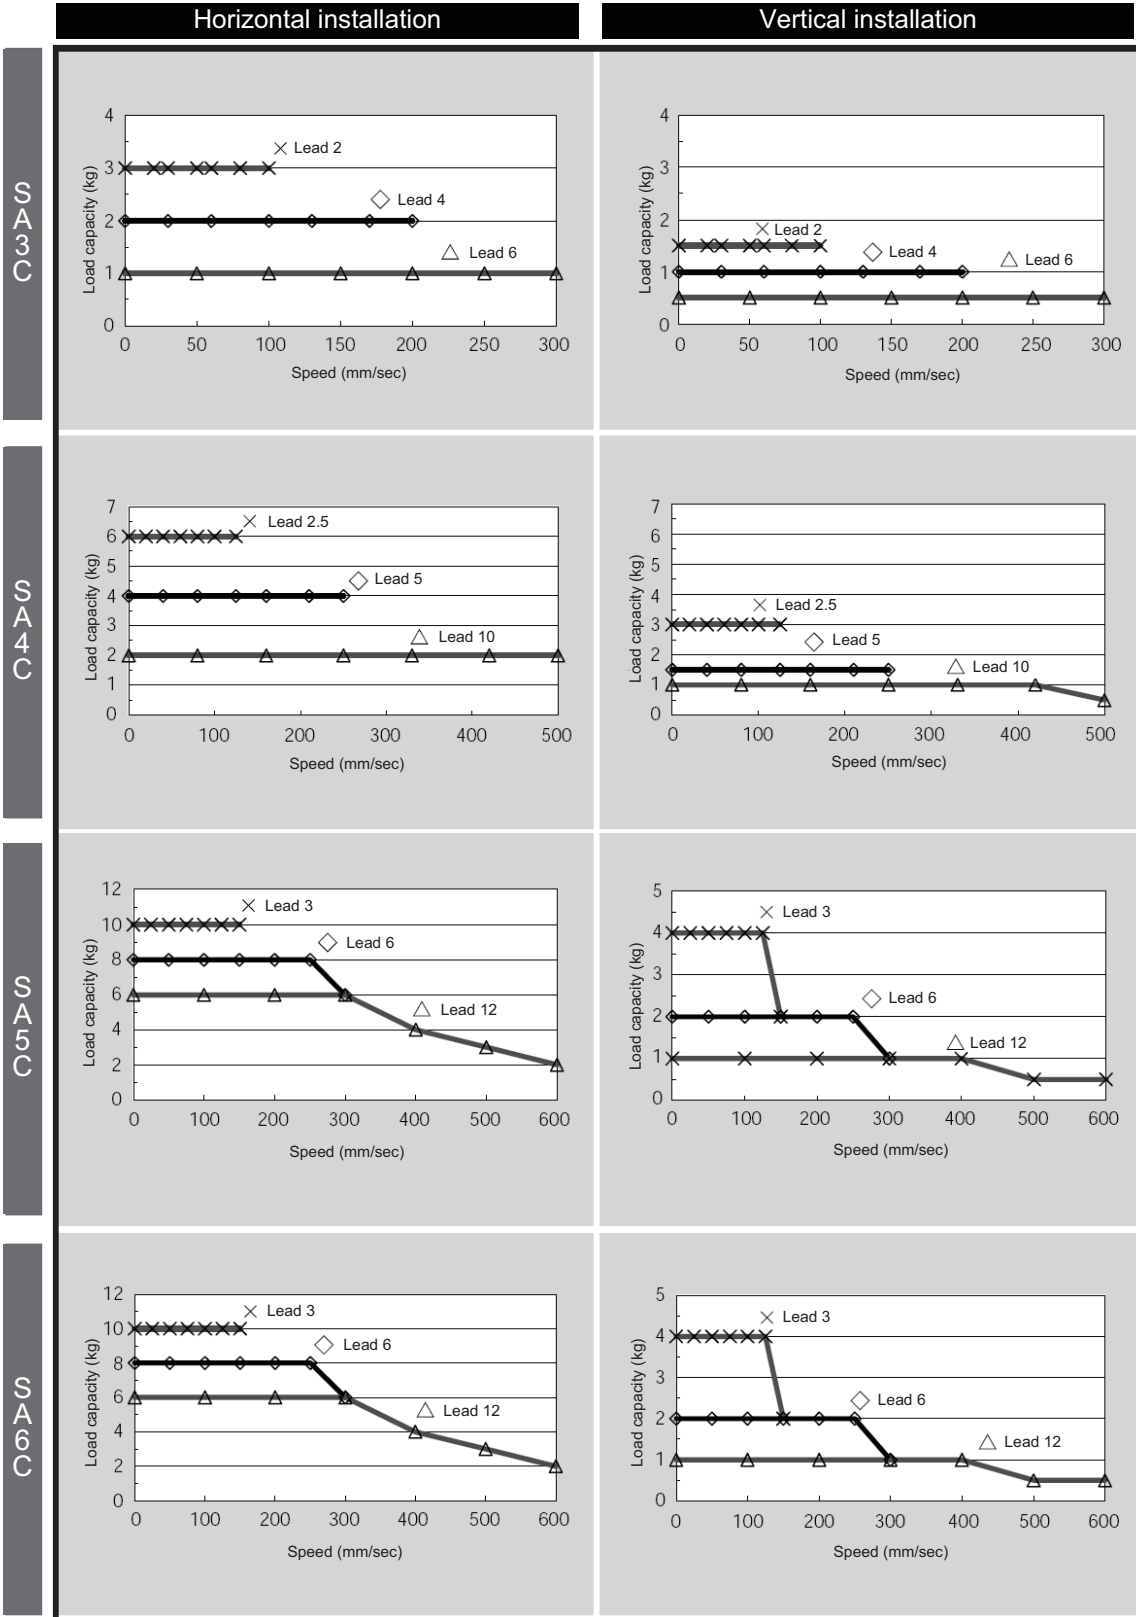 Horizontal installation
Vertical installation
SA3C
4
3
2
1
0
Load capacity (kg)
Lead 2
Lead 4
Lead 6
0 50 100 150 200 250 300
Speed (mm/sec)
4
3
2
1
0
Load capacity (kg)
Lead 2
Lead 4
Lead 6
0 50 100 150 200 250 300
Speed (mm/sec)
SA4C
7
6
5
4
3
2
1
0
Load capacity (kg)
Lead 2.5
Lead 5
Lead 10
0 100 200 300 400 500
Speed (mm/sec)
7
6
5
4
3
2
1
0
Load capacity (kg)
Lead 2.5
Lead 5
Lead 10
0 100 200 300 400 500
Speed (mm/sec)
SA5C
12
10
8
6
4
2
0
Load capacity (kg)
Lead 3
Lead 6
Lead 12
0 100 200 300 400 500 600
Speed (mm/sec)
5
4
3
2
1
0
Load capacity (kg)
Lead 3
Lead 6
Lead 12
0 100 200 300 400 500 600
Speed (mm/sec)
SA6C
12
10
8
6
4
2
0
Load capacity (kg)
Lead 3
Lead 6
Lead 12
0 100 200 300 400 500 600
Speed (mm/sec)
5
4
3
2
1
0
Load capacity (kg)
Lead 3
Lead 6
Lead 12
0 100 200 300 400 500 600
Speed (mm/sec)